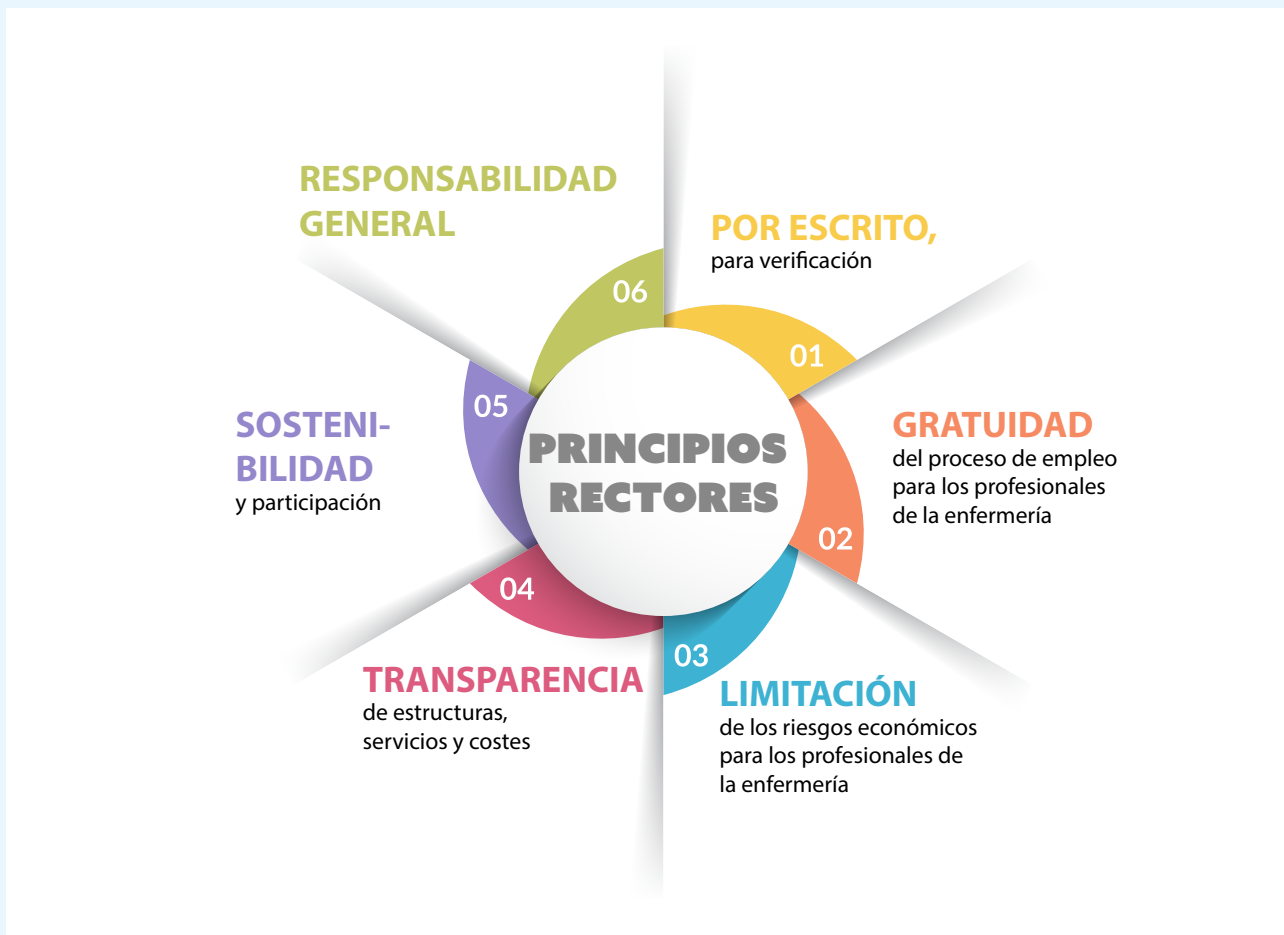 PRINCIPIOS
RECTORES
01
POR ESCRITO,
para verificación
02
GRATUIDAD
del proceso de empleo
para los profesionales
de la enfermería
03
LIMITACIÓN
de los riesgos económicos
para los profesionales de
la enfermería
04
TRANSPARENCIA
de estructuras,
servicios y costes
05
SOSTENI-
BILIDAD
y participación
06
RESPONSABILIDAD
GENERAL